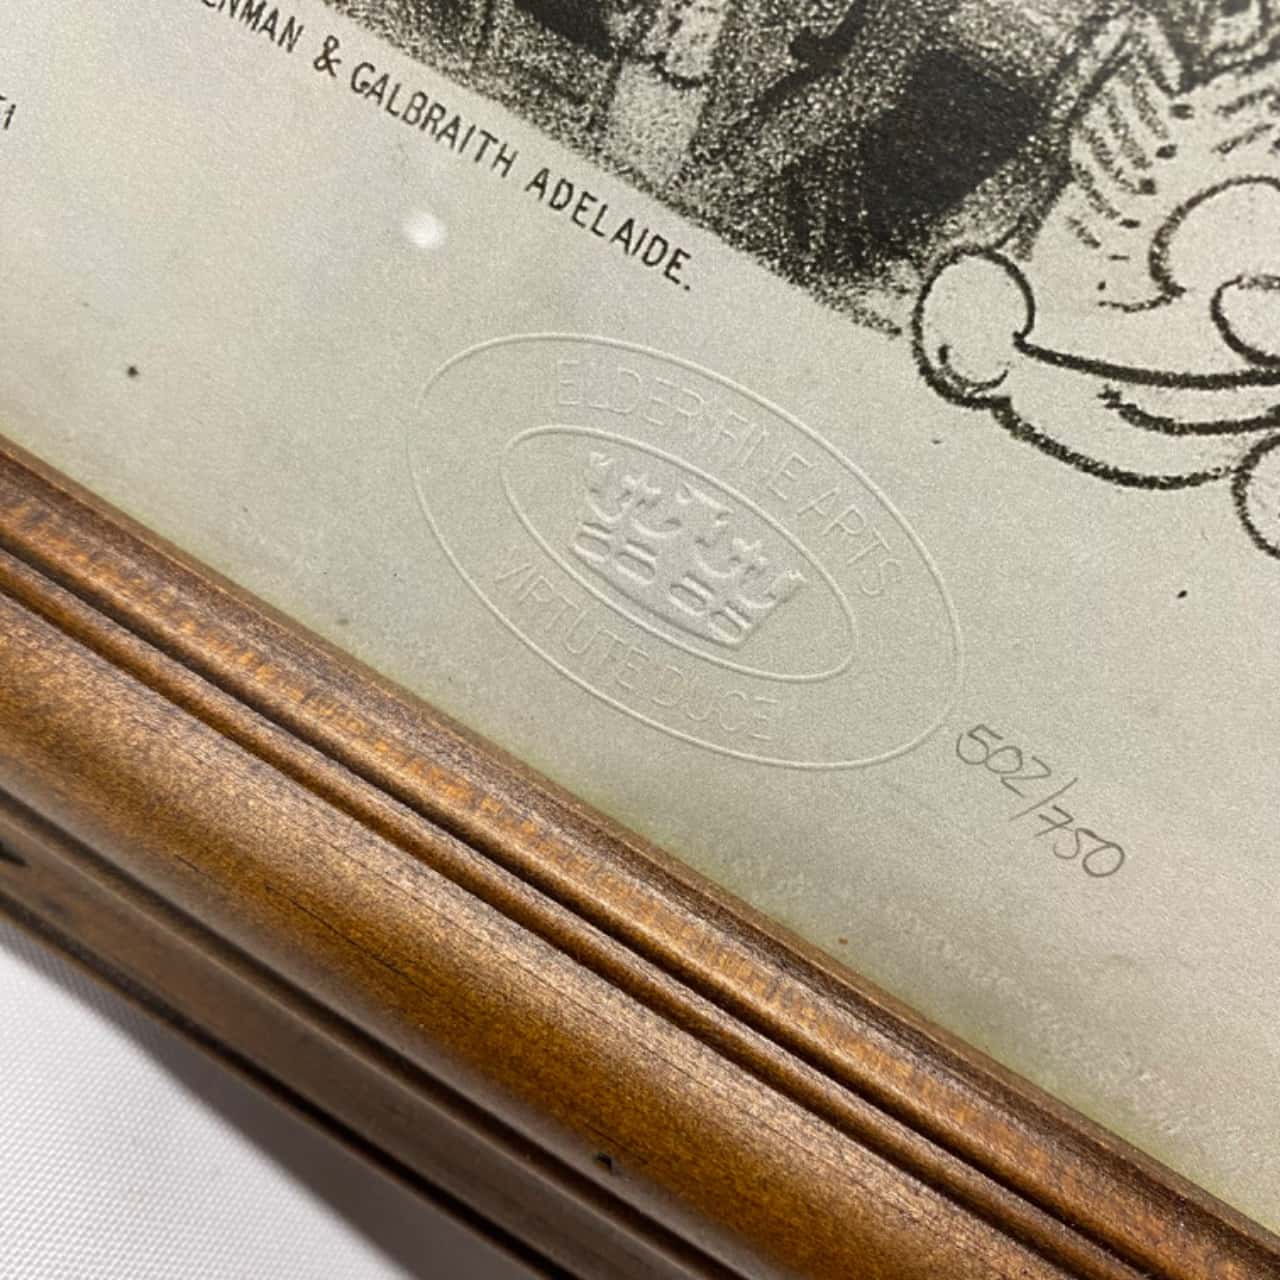 & GALBRAITH ADELAIDE.
ELDER FINE ARTS
VIRTUTE DUCE
502/750